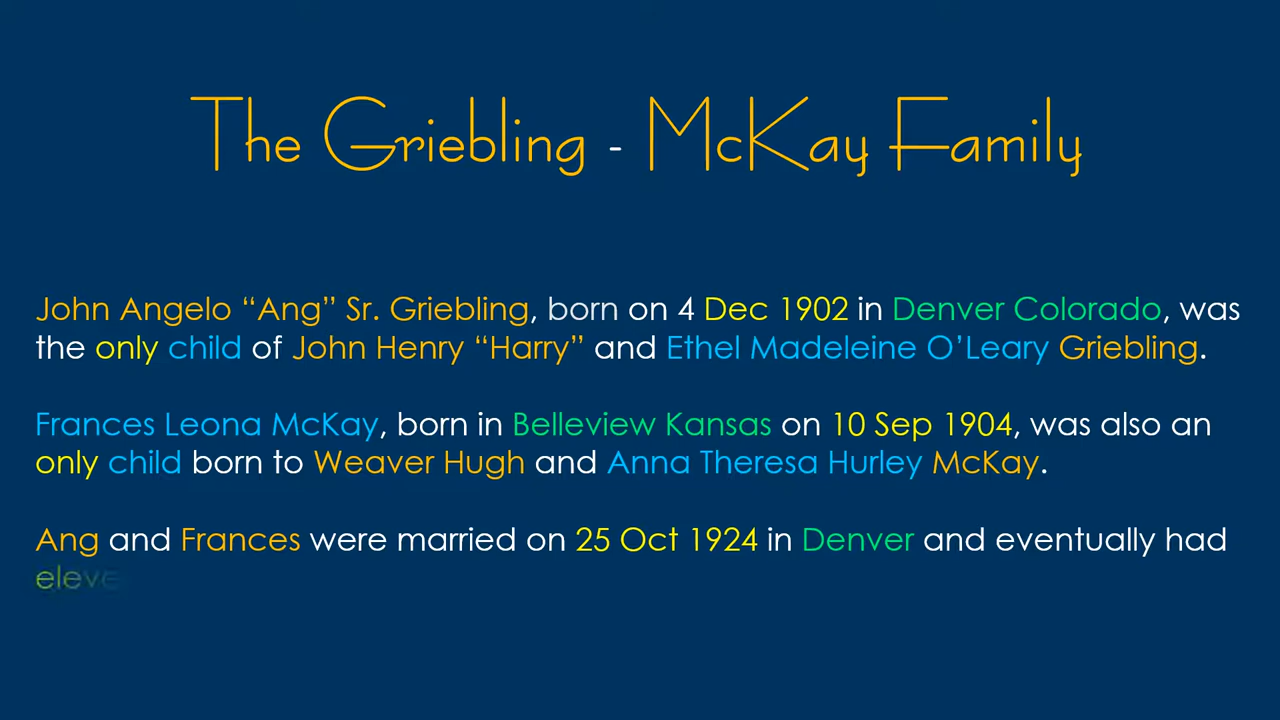 The Griebling - McKay Family
John Angelo “Ang” Sr. Griebling, born on 4 Dec 1902 in Denver Colorado, was
the only child of John Henry “Harry” and Ethel Madeleine O’Leary Griebling.
Frances Leona McKay, born in Belleview Kansas on 10 Sep 1904, was also an
only child born to Weaver Hugh and Anna Theresa Hurley McKay.
Ang and Frances were married on 25 Oct 1924 in Denver and eventually had